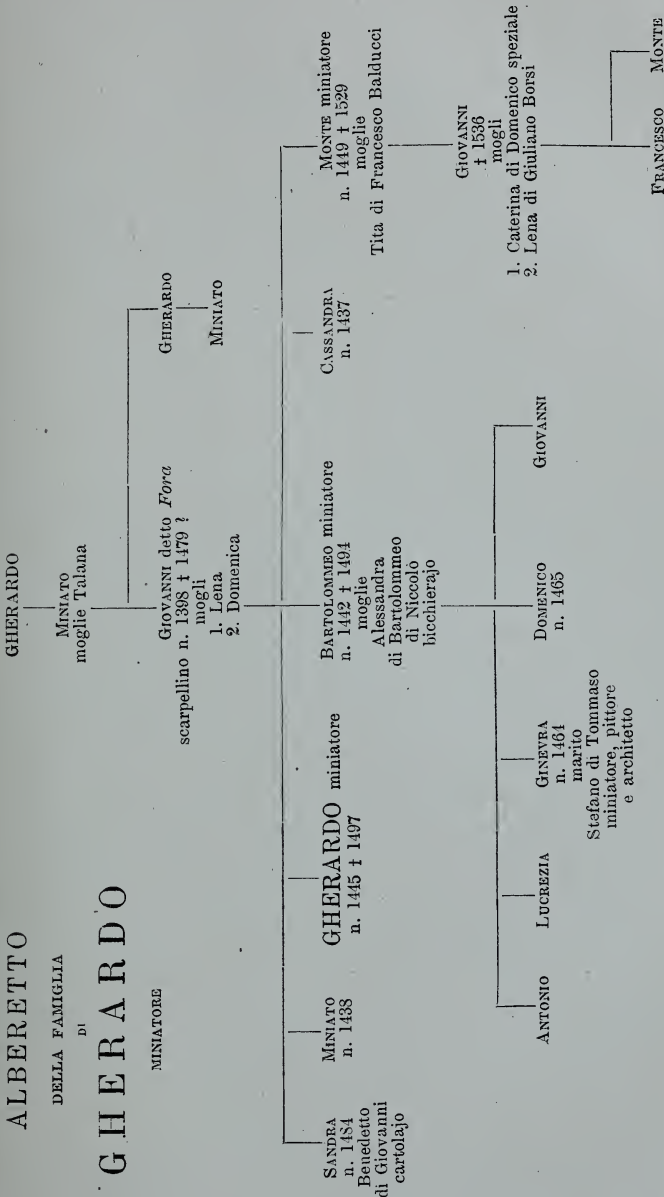 ALBERETTO
DELLA FAMIGLIA
DI
GHERARDO
MINIATORE
GHERARDO
MINIATO
moglie Talana
GIOVANNI detto Fora
scarpellino n. 1398 † 1479 ?
mogli
1. Lena
2. Domenica
GHERARDO
MINIATO
SANDRA
n. 1484
Benedetto
di Giovanni
cartolajo
MINIATO
n. 1438
GHERARDO miniatore
n. 1445 † 1497
BARTOLOMMEO miniatore
n. 1442 † 1494
moglie
Alessandra
di Bartolommeo
di Niccolò
bicchierajo
CASSANDRA
n. 1437
MONTE miniatore
n. 1449 † 1529
moglie
Tita di Francesco Balducci
ANTONIO
LUCREZIA
GINEVRA
n. 1464
marito
Stefano di Tommaso
miniatore, pittore
e architetto
DOMENICO
n. 1465
GIOVANNI
GIOVANNI
† 1536
mogli
1. Caterina di Domenico speziale
2. Lena di Giuliano Borsi
FRANCESCO
MONTE